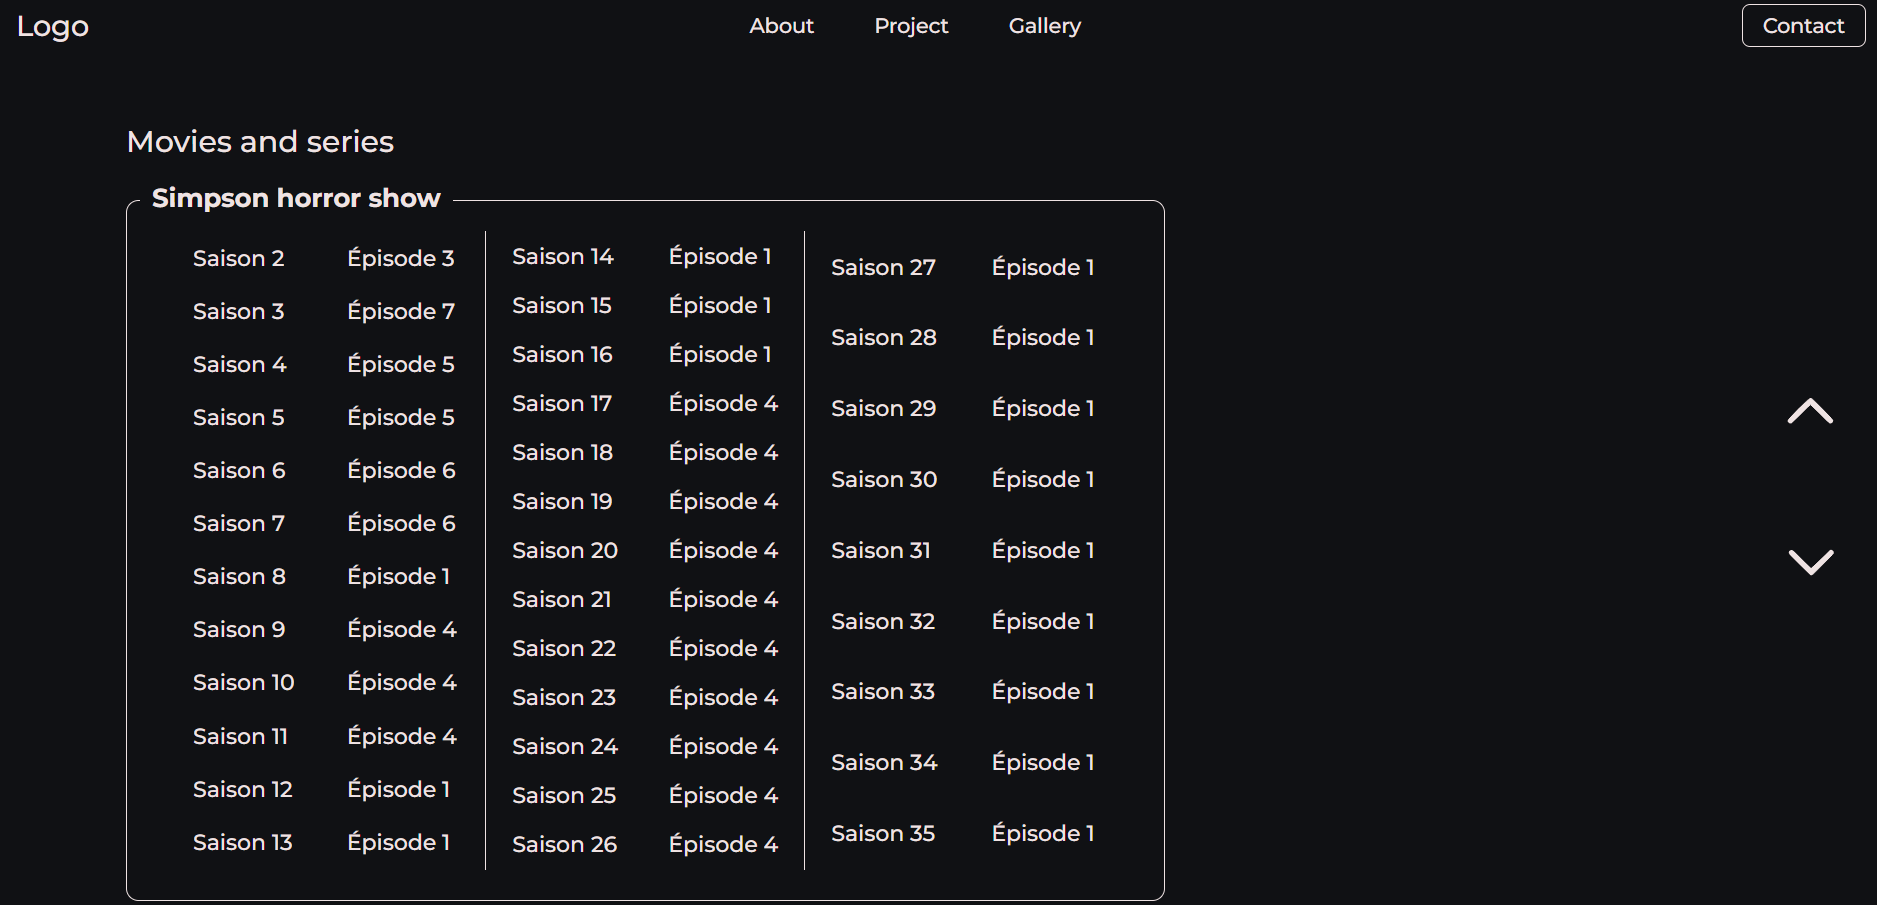 Logo
About
Project
Gallery
Contact
Movies and series
Simpson horror show
Saison 2 Épisode 3
Saison 3 Épisode 7
Saison 4 Épisode 5
Saison 5 Épisode 5
Saison 6 Épisode 6
Saison 7 Épisode 6
Saison 8 Épisode 1
Saison 9 Épisode 4
Saison 10 Épisode 4
Saison 11 Épisode 4
Saison 12 Épisode 1
Saison 13 Épisode 1
Saison 14 Épisode 1
Saison 15 Épisode 1
Saison 16 Épisode 1
Saison 17 Épisode 4
Saison 18 Épisode 4
Saison 19 Épisode 4
Saison 20 Épisode 4
Saison 21 Épisode 4
Saison 22 Épisode 4
Saison 23 Épisode 4
Saison 24 Épisode 4
Saison 25 Épisode 4
Saison 26 Épisode 4
Saison 27 Épisode 1
Saison 28 Épisode 1
Saison 29 Épisode 1
Saison 30 Épisode 1
Saison 31 Épisode 1
Saison 32 Épisode 1
Saison 33 Épisode 1
Saison 34 Épisode 1
Saison 35 Épisode 1